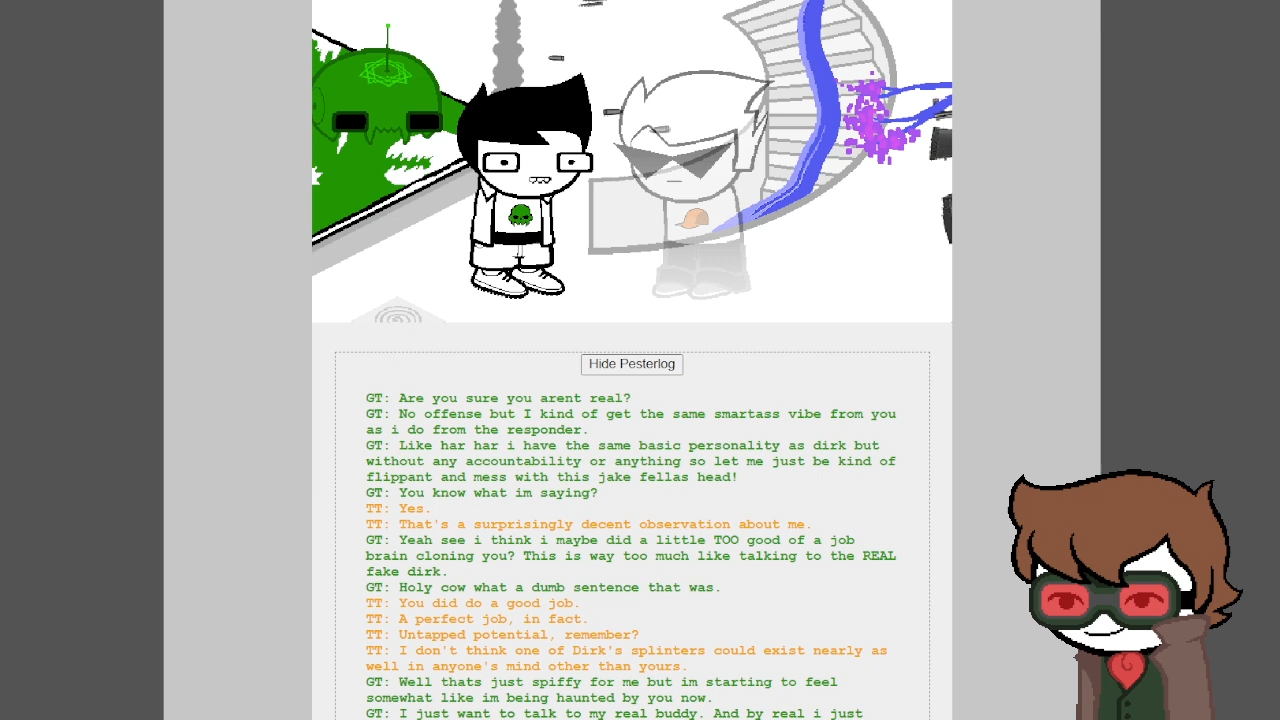 Hide Pesterlog
GT: Are you sure you arent real?
GT: No offense but I kind of get the same smartass vibe from you
as i do from the responder.
GT: Like har har i have the same basic personality as dirk but
without any accountability or anything so let me just be kind of
flippant and mess with this jake fellas head!
GT: You know what im saying?
TT: Yes.
TT: That's a surprisingly decent observation about me.
GT: Yeah see i think i maybe did a little TOO good of a job
brain cloning you? This is way too much like talking to the REAL
fake dirk.
GT: Holy cow what a dumb sentence that was.
TT: You did do a good job.
TT: A perfect job, in fact.
TT: Untapped potential, remember?
TT: I don't think one of Dirk's splinters could exist nearly as
well in anyone's mind other than yours.
GT: Well thats just spiffy for me but im starting to feel
somewhat like im being haunted by you now.
GT: I just want to talk to my real buddy. And by real i just